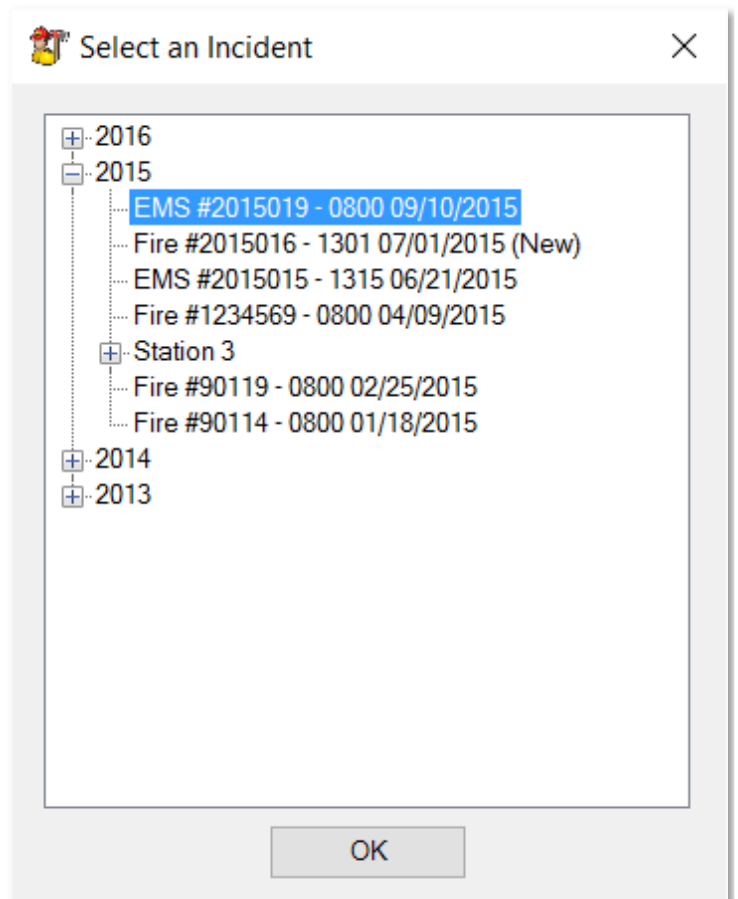 Select an Incident
2016
2015
EMS #2015019 - 0800 09/10/2015
Fire #2015016 - 1301 07/01/2015 (New)
EMS #2015015 - 1315 06/21/2015
Fire #1234569 - 0800 04/09/2015
Station 3
Fire #90119 - 0800 02/25/2015
Fire #90114 - 0800 01/18/2015
2014
2013
OK